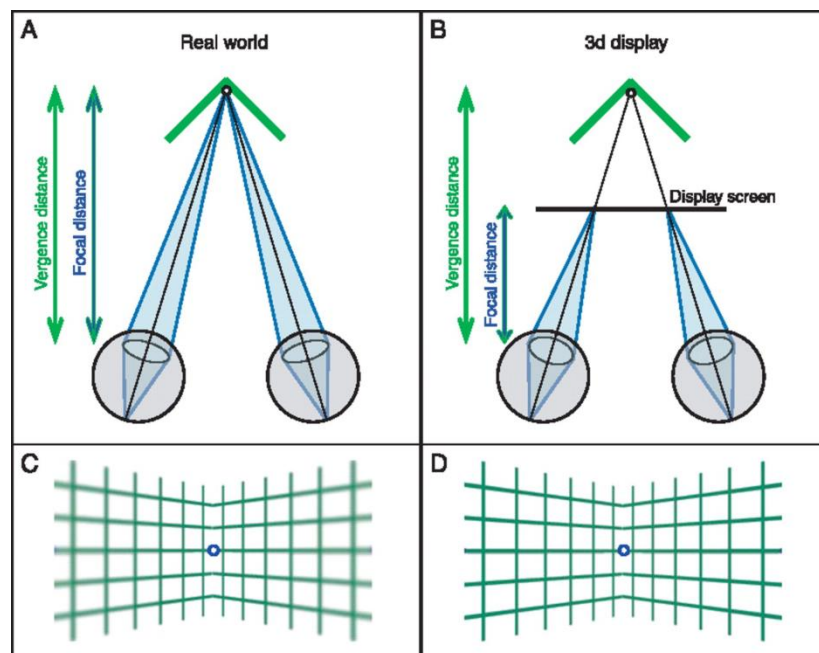 A
Real world
Vergence distance
Focal distance
B
3d display
Vergence distance
Focal distance
Display screen
C
D